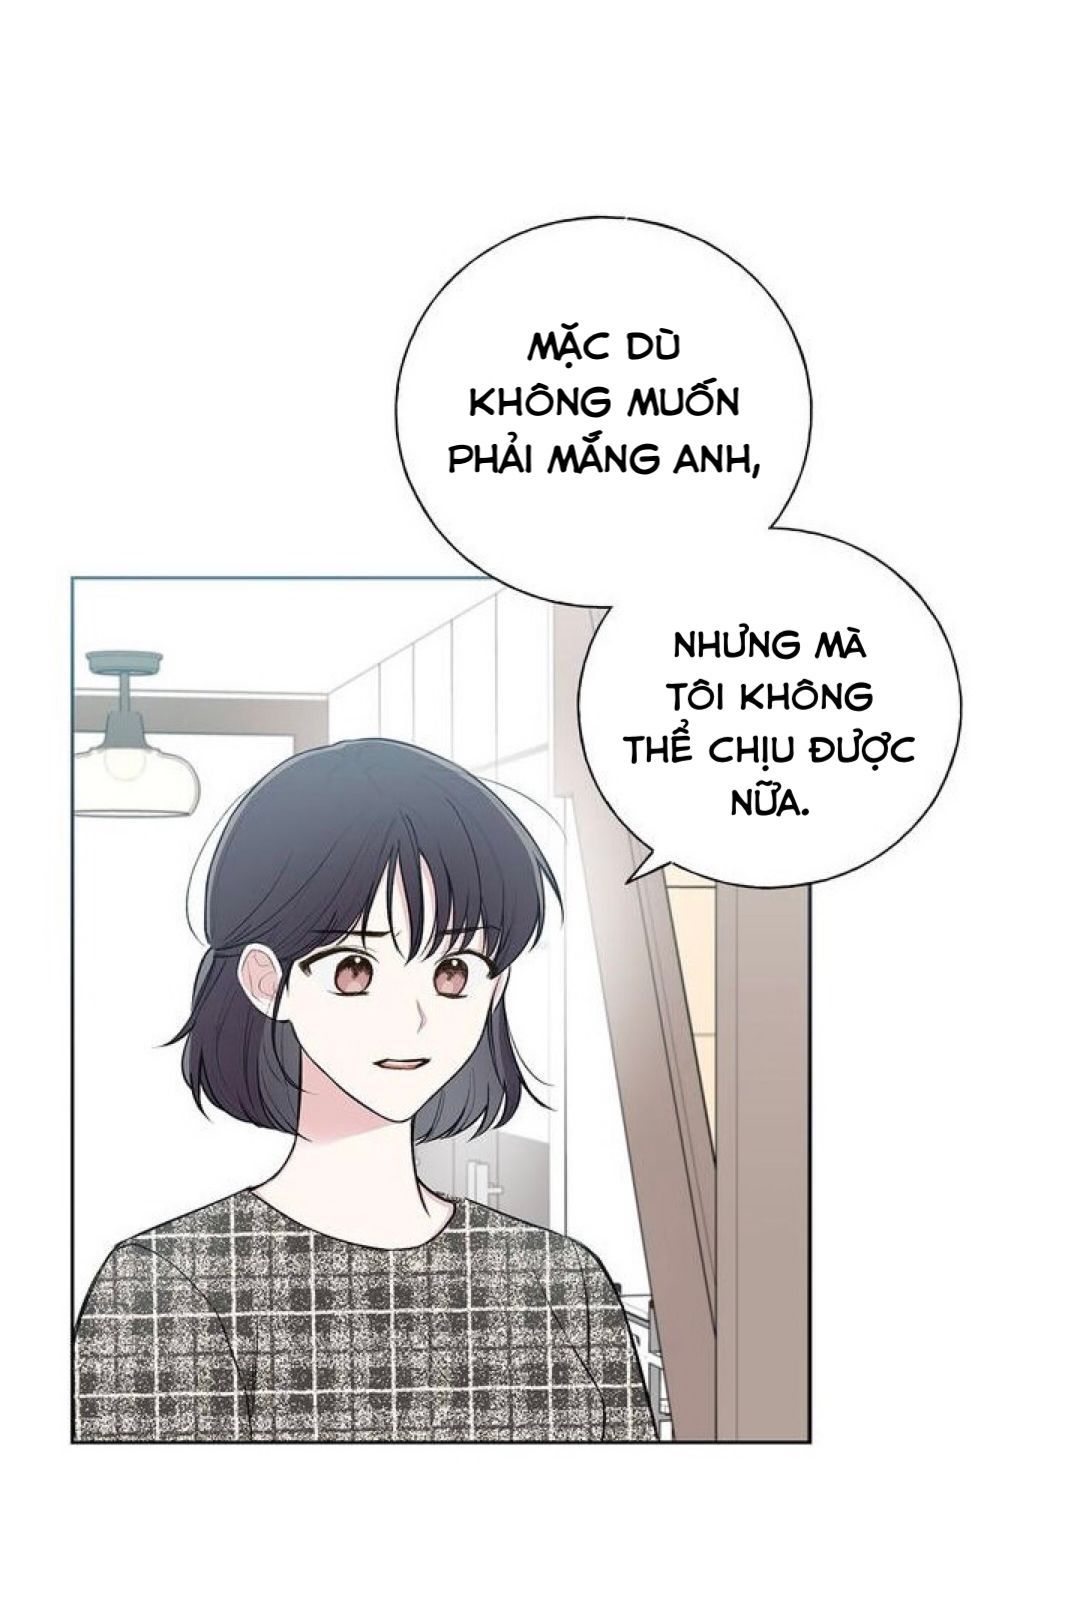 MẶC DÙ
KHÔNG MUỐN
PHẢI MẮNG ANH,
NHƯNG MÀ
TÔI KHÔNG
THỂ CHỊU ĐƯỢC
NỮA.